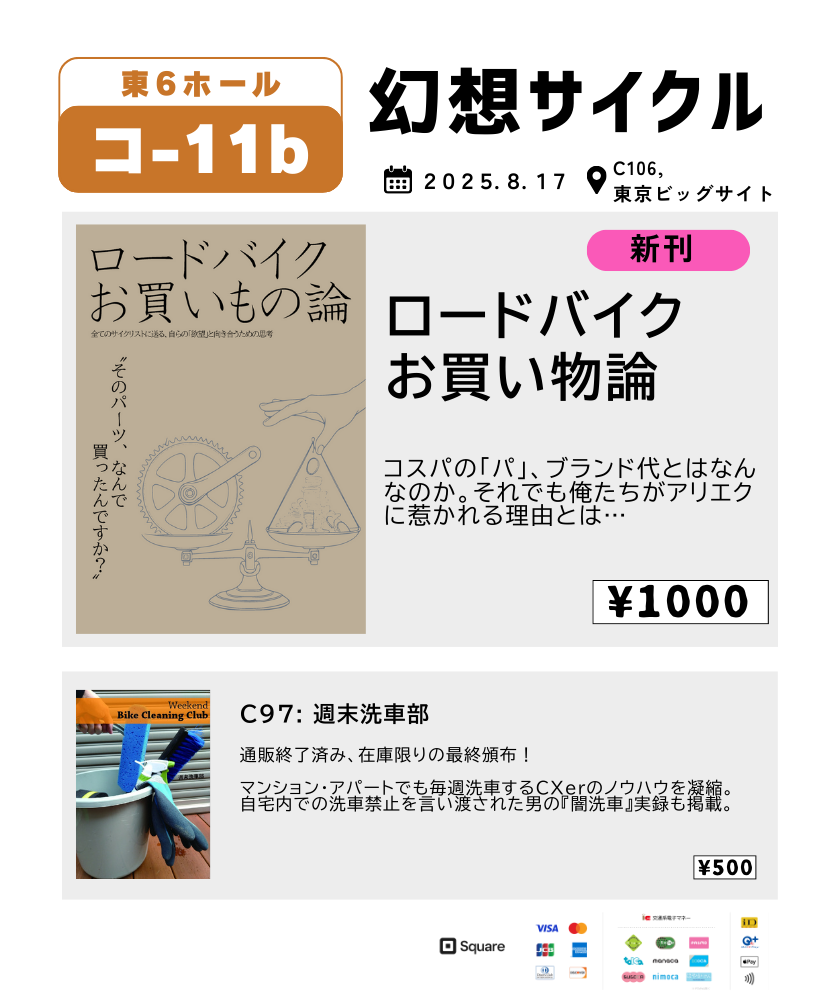 東6ホール
コ-11b
幻想サイクル
2025.8.17
C106,
東京ビッグサイト
ロードバイク
お買いもの論
全てのサイクリストに送る、自らの「欲望」と向き合うための思考
“そのパーツ、なんで
買ったんですか？”
新刊
ロードバイク
お買い物論
コスパの「パ」、ブランド代とはなん
なのか。それでも俺たちがアリエク
に惹かれる理由とは…
¥1000
Weekend
Bike Cleaning Club
C97: 週末洗車部
通販終了済み、在庫限りの最終頒布！
マンション・アパートでも毎週洗車するCXerのノウハウを凝縮。
自宅内での洗車禁止を言い渡された男の『闇洗車』実録も掲載。
¥500
Square
VISA
JCB
交通系電子マネー
manaca
nimoca
iD
Pay